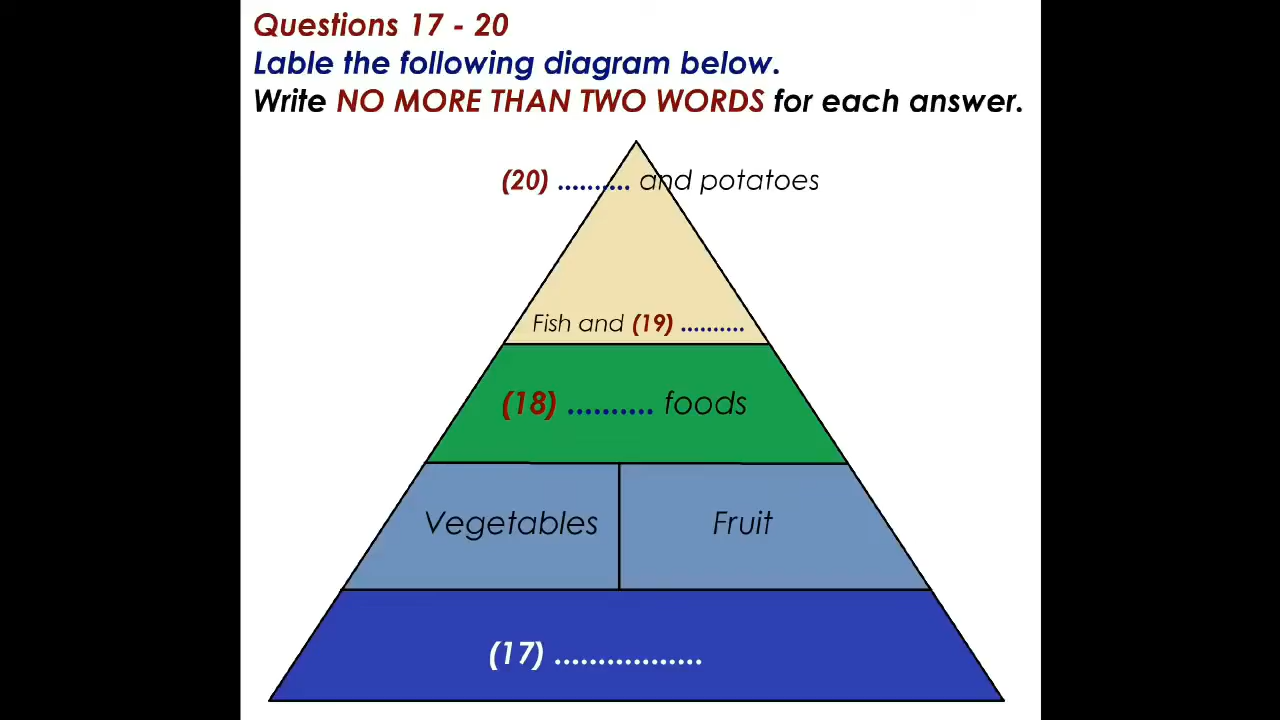 Questions 17 - 20
Lable the following diagram below.
Write NO MORE THAN TWO WORDS for each answer.
(20) .......... and potatoes
Fish and (19) ..........
(18) .......... foods
Vegetables Fruit
(17) .................